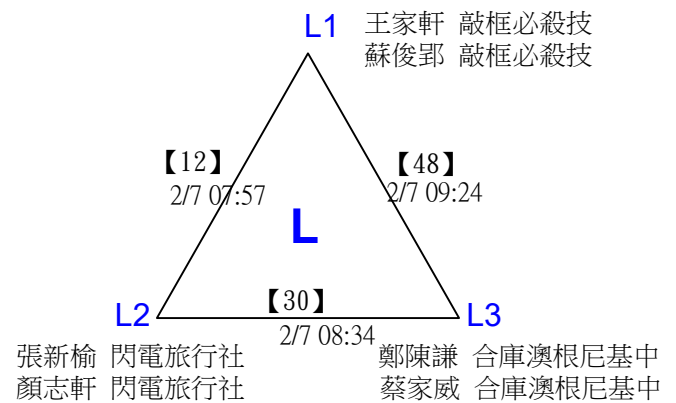 L1
王家軒 敲框必殺技
蘇俊郢 敲框必殺技
【12】
2/7 07:57
【48】
2/7 09:24
L
【30】
2/7 08:34
L2
張新榆 閃電旅行社
顏志軒 閃電旅行社
L3
鄭陳謙 合庫澳根尼基中
蔡家威 合庫澳根尼基中